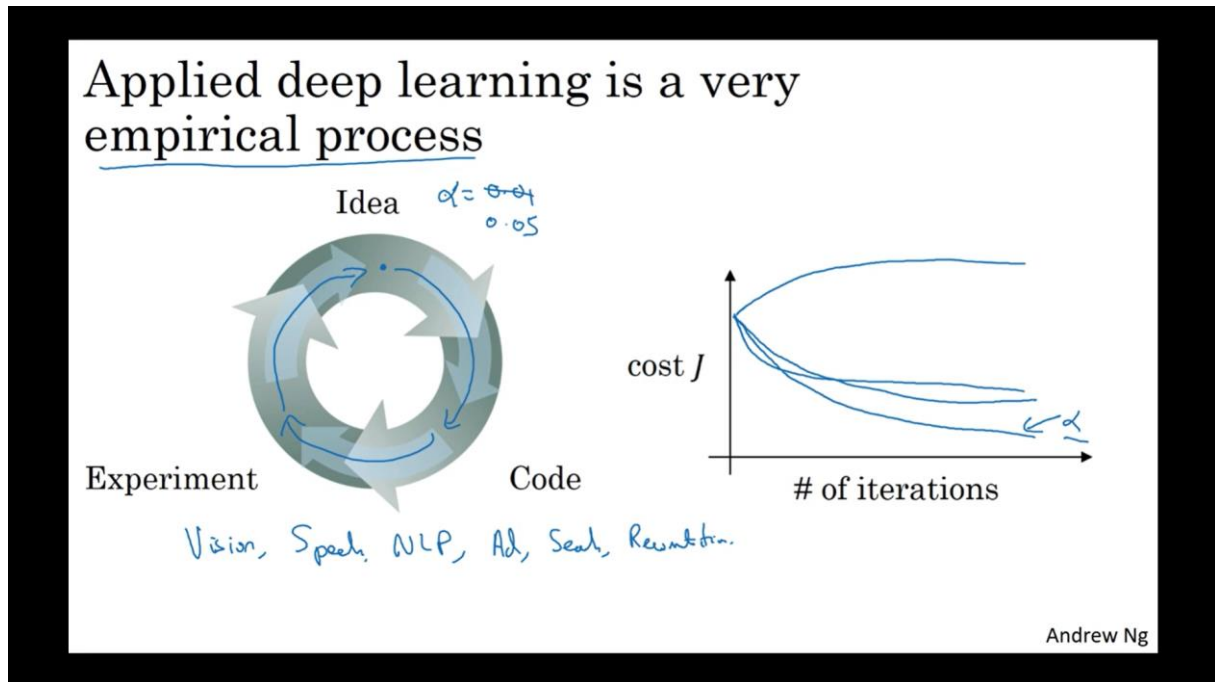 Applied deep learning is a very
empirical process
Idea α = 0.01
0.05
cost J
α
Experiment
Code
# of iterations
Vision, Speech, NLP, Ad, Search,
Andrew Ng